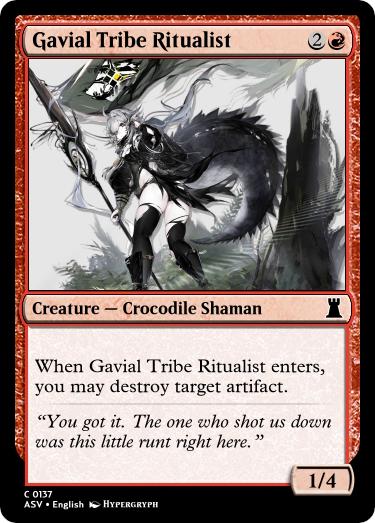 Gavial Tribe Ritualist 2
Creature — Crocodile Shaman
When Gavial Tribe Ritualist enters,
you may destroy target artifact.
“You got it. The one who shot us down
was this little runt right here.”
1/4
C 0137
ASV • English HYPERGRYPH